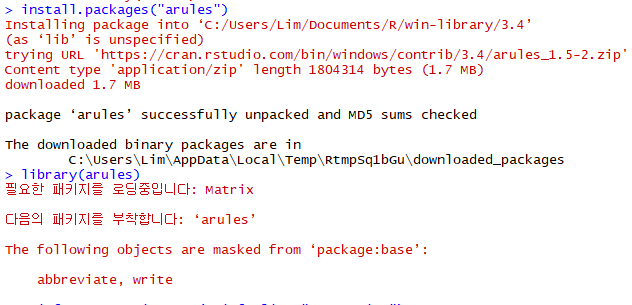 > install.packages("arules")
Installing package into ‘C:/Users/Lim/Documents/R/win-library/3.4’
(as ‘lib’ is unspecified)
trying URL 'https://cran.rstudio.com/bin/windows/contrib/3.4/arules_1.5-2.zip'
Content type 'application/zip' length 1804314 bytes (1.7 MB)
downloaded 1.7 MB
package ‘arules’ successfully unpacked and MD5 sums checked
The downloaded binary packages are in
C:\Users\Lim\AppData\Local\Temp\RtmpSq1bGu\downloaded_packages
> library(arules)
필요한 패키지를 로딩중입니다: Matrix
다음의 패키지를 부착합니다: ‘arules’
The following objects are masked from ‘package:base’:
abbreviate, write